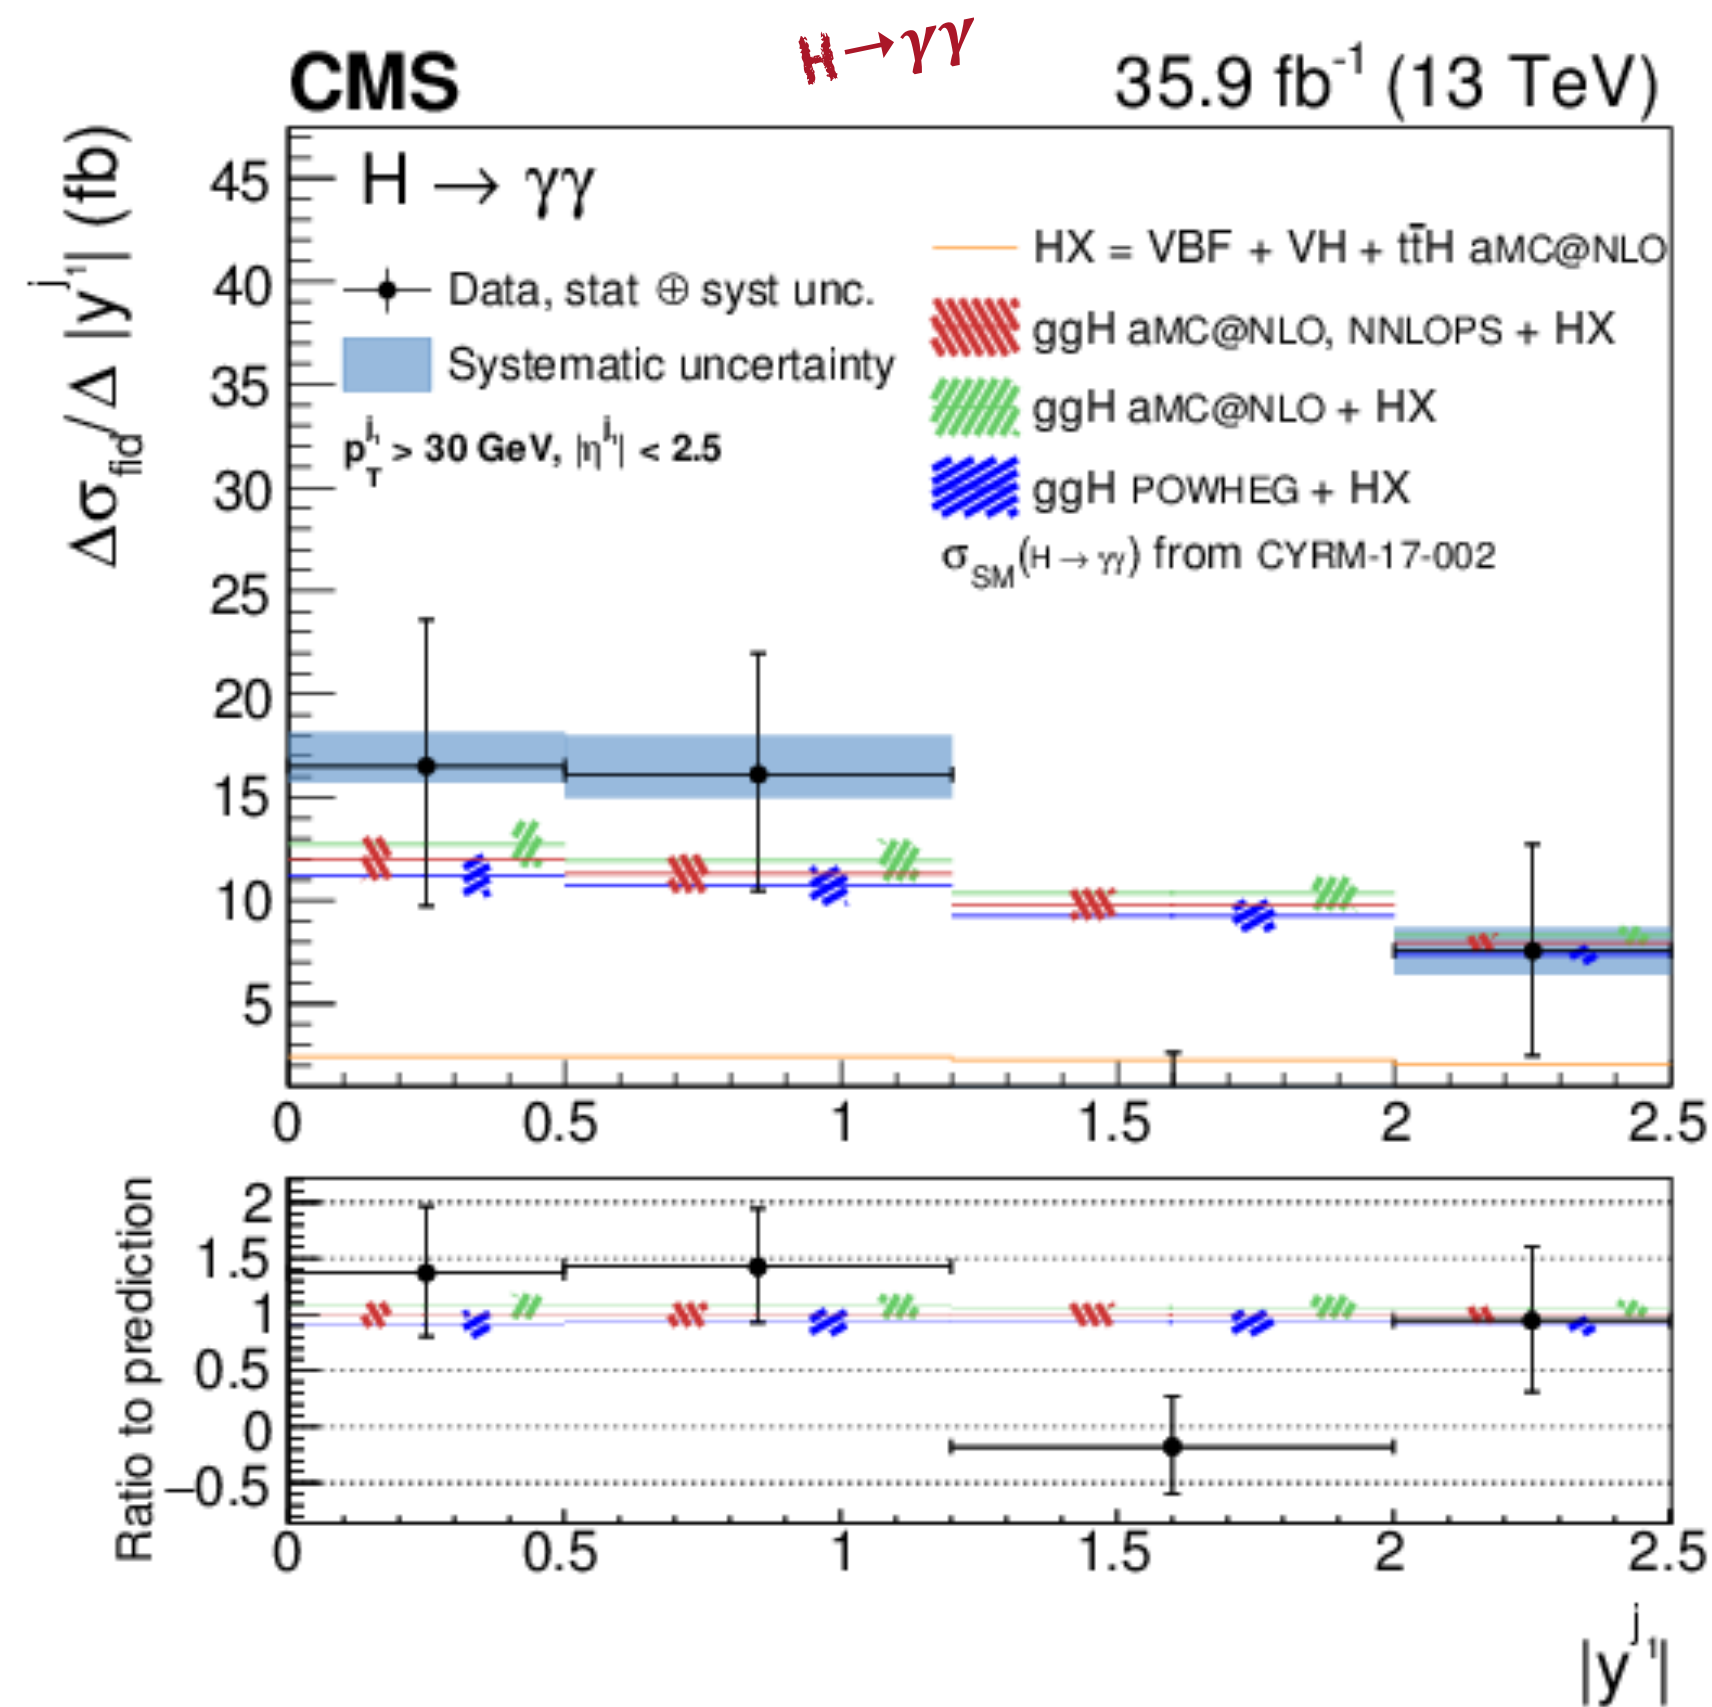 H → γγ
CMS
35.9 fb⁻¹ (13 TeV)
Δσ_fid/Δ |y^j₁| (fb)
H → γγ
Data, stat ⊕ syst unc.
Systematic uncertainty
p_T^j₁ > 30 GeV, |η^j₁| < 2.5
HX = VBF + VH + tt̄H aMC@NLO
ggH aMC@NLO, NNLOPS + HX
ggH aMC@NLO + HX
ggH POWHEG + HX
σ_SM(H → γγ) from CYRM-17-002
45
40
35
30
25
20
15
10
5
0 0.5 1 1.5 2 2.5
Ratio to prediction
2
1.5
1
0.5
0
−0.5
0 0.5 1 1.5 2 2.5
|y^j₁|